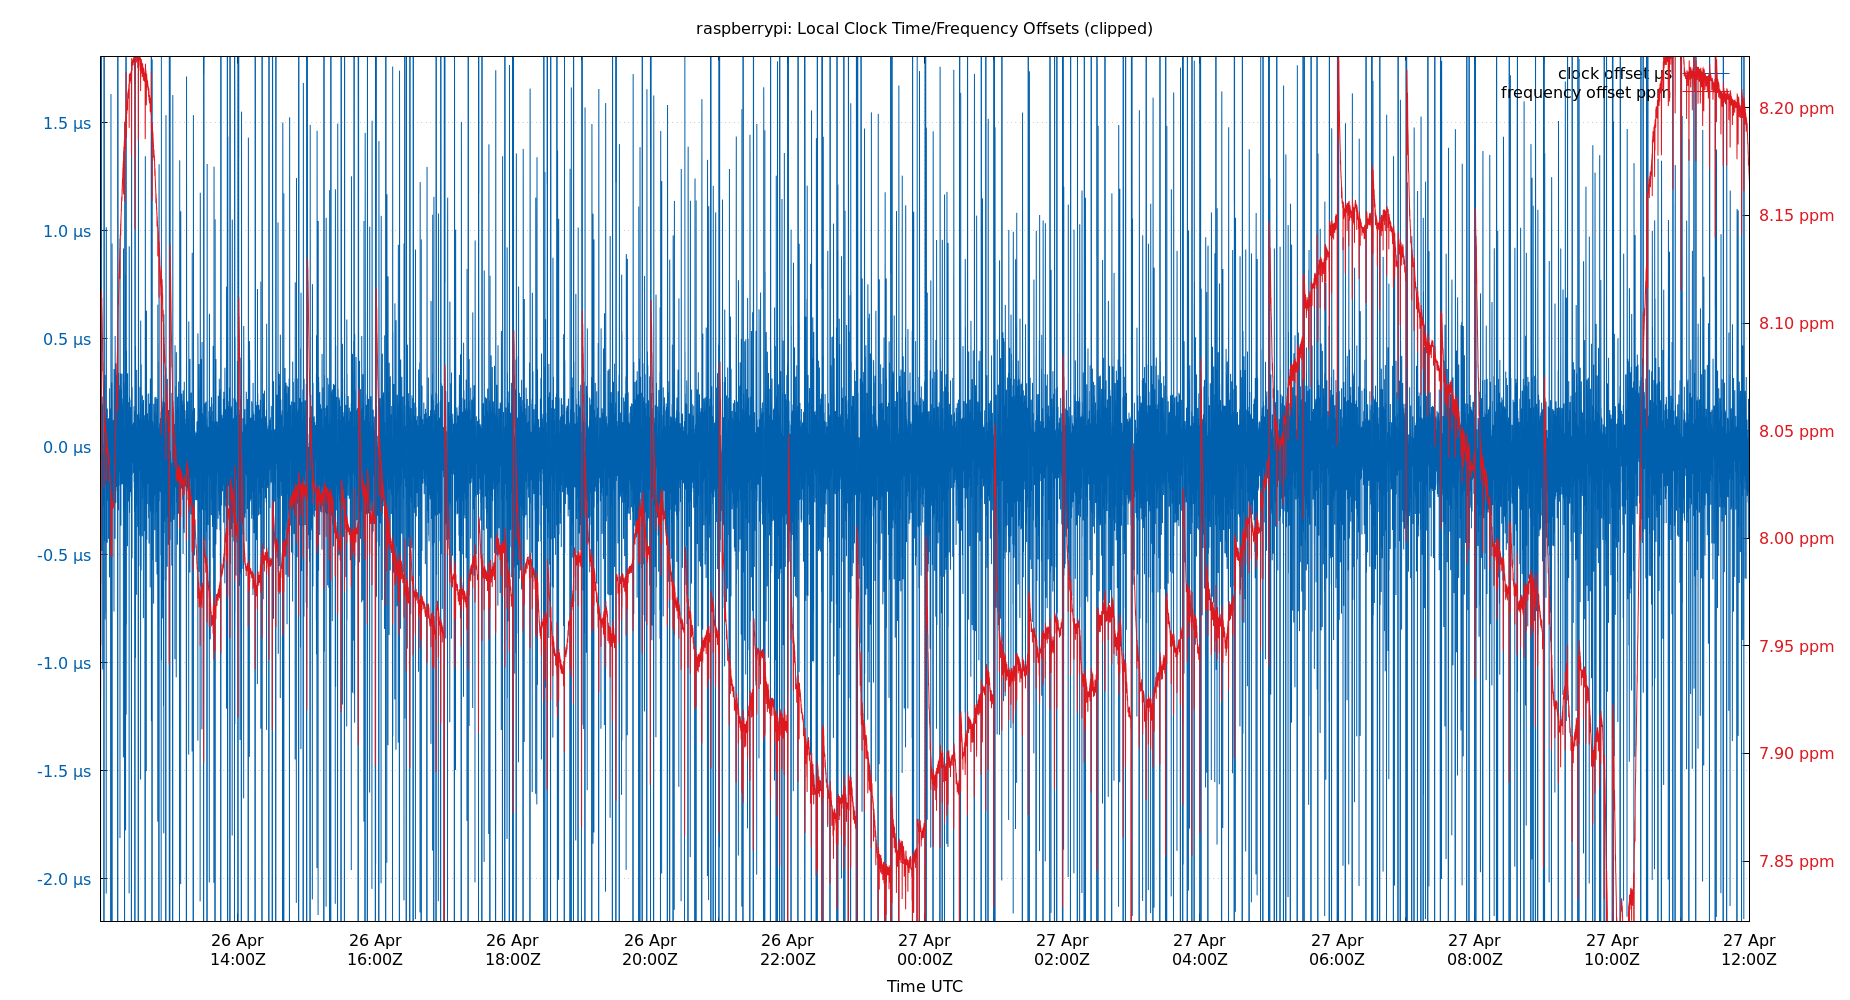 raspberrypi: Local Clock Time/Frequency Offsets (clipped)
clock offset µs
frequency offset ppm
1.5 µs
1.0 µs
0.5 µs
0.0 µs
-0.5 µs
-1.0 µs
-1.5 µs
-2.0 µs
8.20 ppm
8.15 ppm
8.10 ppm
8.05 ppm
8.00 ppm
7.95 ppm
7.90 ppm
7.85 ppm
26 Apr 26 Apr 26 Apr 26 Apr 26 Apr 27 Apr 27 Apr 27 Apr 27 Apr 27 Apr 27 Apr 27 Apr
14:00Z 16:00Z 18:00Z 20:00Z 22:00Z 00:00Z 02:00Z 04:00Z 06:00Z 08:00Z 10:00Z 12:00Z
Time UTC